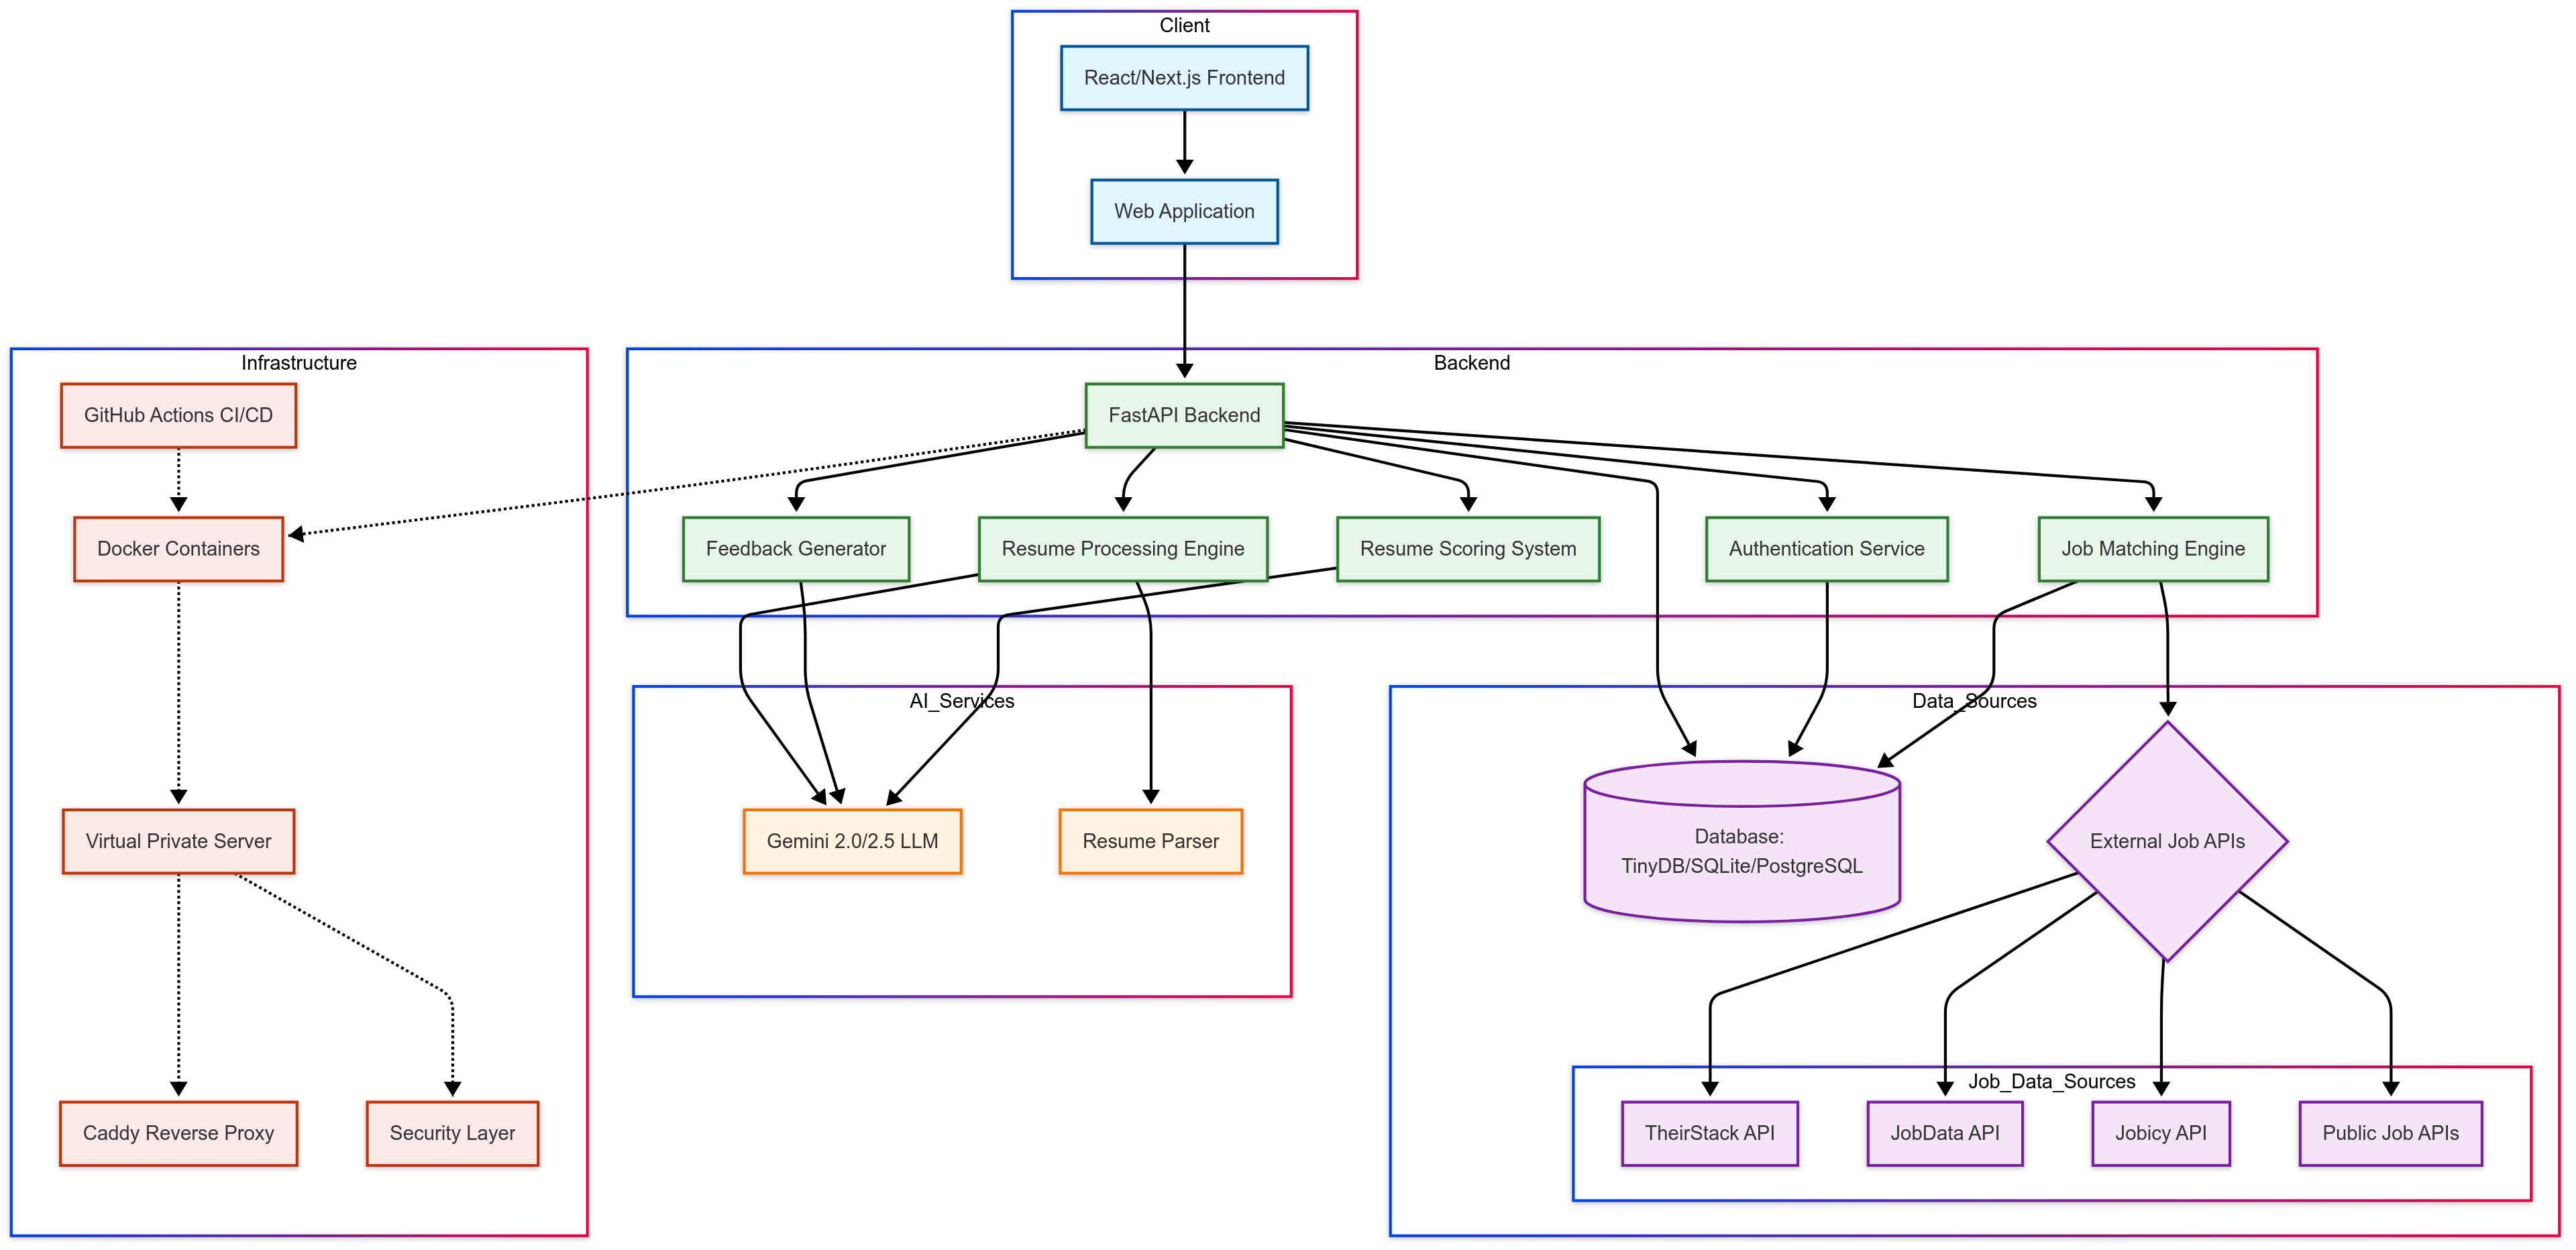 Client
React/Next.js Frontend
Web Application
Infrastructure
GitHub Actions CI/CD
Docker Containers
Virtual Private Server
Caddy Reverse Proxy
Security Layer
Backend
FastAPI Backend
Feedback Generator
Resume Processing Engine
Resume Scoring System
Authentication Service
Job Matching Engine
AI_Services
Gemini 2.0/2.5 LLM
Resume Parser
Data_Sources
Database:
TinyDB/SQLite/PostgreSQL
External Job APIs
Job_Data_Sources
TheirStack API
JobData API
Jobicy API
Public Job APIs